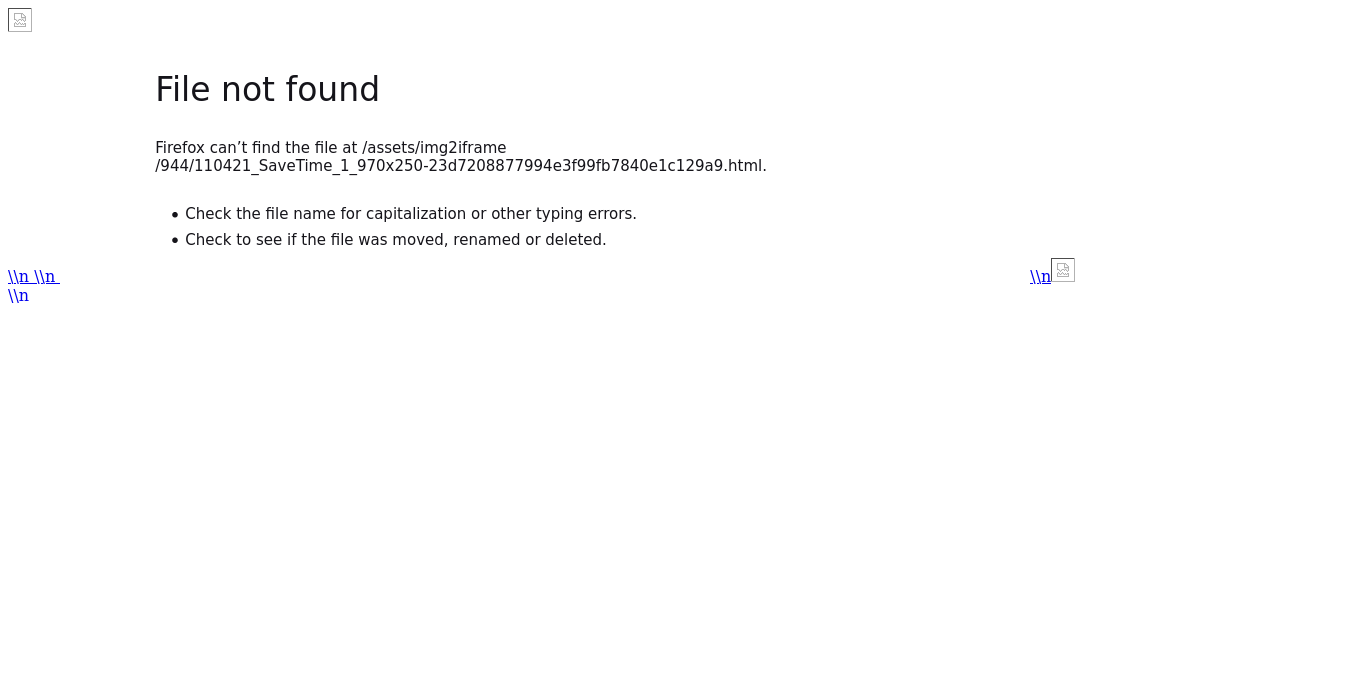 File not found
Firefox can’t find the file at /assets/img2iframe
/944/110421_SaveTime_1_970x250-23d7208877994e3f99fb7840e1c129a9.html.
• Check the file name for capitalization or other typing errors.
• Check to see if the file was moved, renamed or deleted.
\\n \\n \\n
\\n